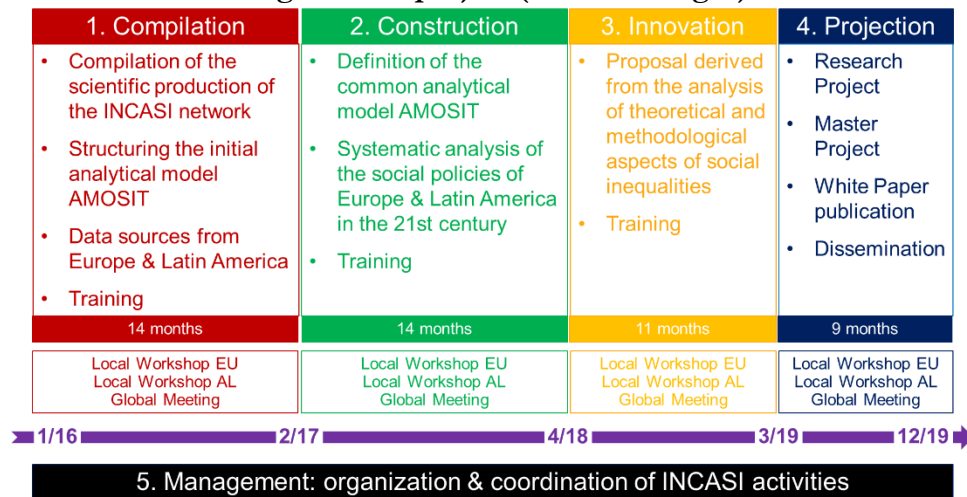 1. Compilation
• Compilation of the
scientific production of
the INCASI network
• Structuring the initial
analytical model
AMOSIT
• Data sources from
Europe & Latin America
• Training
14 months
Local Workshop EU
Local Workshop AL
Global Meeting
2. Construction
• Definition of the
common analytical
model AMOSIT
• Systematic analysis of
the social policies of
Europe & Latin America
in the 21st century
• Training
14 months
Local Workshop EU
Local Workshop AL
Global Meeting
3. Innovation
• Proposal derived
from the analysis
of theoretical and
methodological
aspects of social
inequalities
• Training
11 months
Local Workshop EU
Local Workshop AL
Global Meeting
4. Projection
• Research
Project
• Master
Project
• White Paper
publication
• Dissemination
9 months
Local Workshop EU
Local Workshop AL
Global Meeting
1/16 2/17 4/18 3/19 12/19
5. Management: organization & coordination of INCASI activities